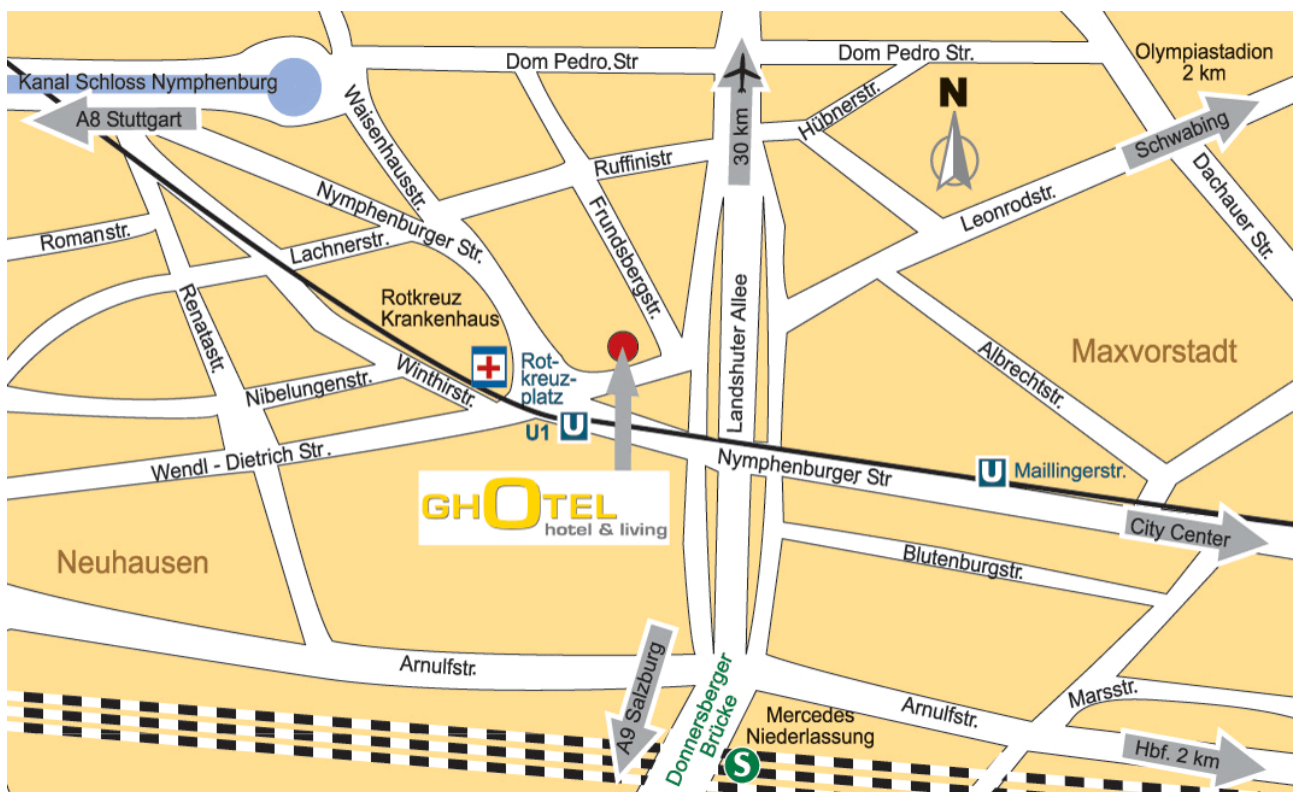 Dom Pedro.Str
Dom Pedro Str.
Olympiastadion
2 km
Kanal Schloss Nymphenburg
A8 Stuttgart
Waisenhausstr.
30 km
Hübnerstr.
N
Schwabing
Ruffinistr
Nymphenburger Str.
Frundsbergstr.
Leonrodstr.
Dachauer Str.
Romanstr.
Lachnerstr.
Renatastr.
Rotkreuz
Krankenhaus
Landshuter Allee
Albrechtstr.
Maxvorstadt
Rot-
kreuz-
platz
Nibelungenstr.
Winthirstr.
U1
U
Wendl - Dietrich Str.
Nymphenburger Str
U
Maillingerstr.
GHOTEL
hotel & living
City Center
Neuhausen
Blutenburgstr.
Arnulfstr.
A9 Salzburg
Donnersberger
Brücke
Mercedes
Niederlassung
S
Arnulfstr.
Marsstr.
Hbf. 2 km